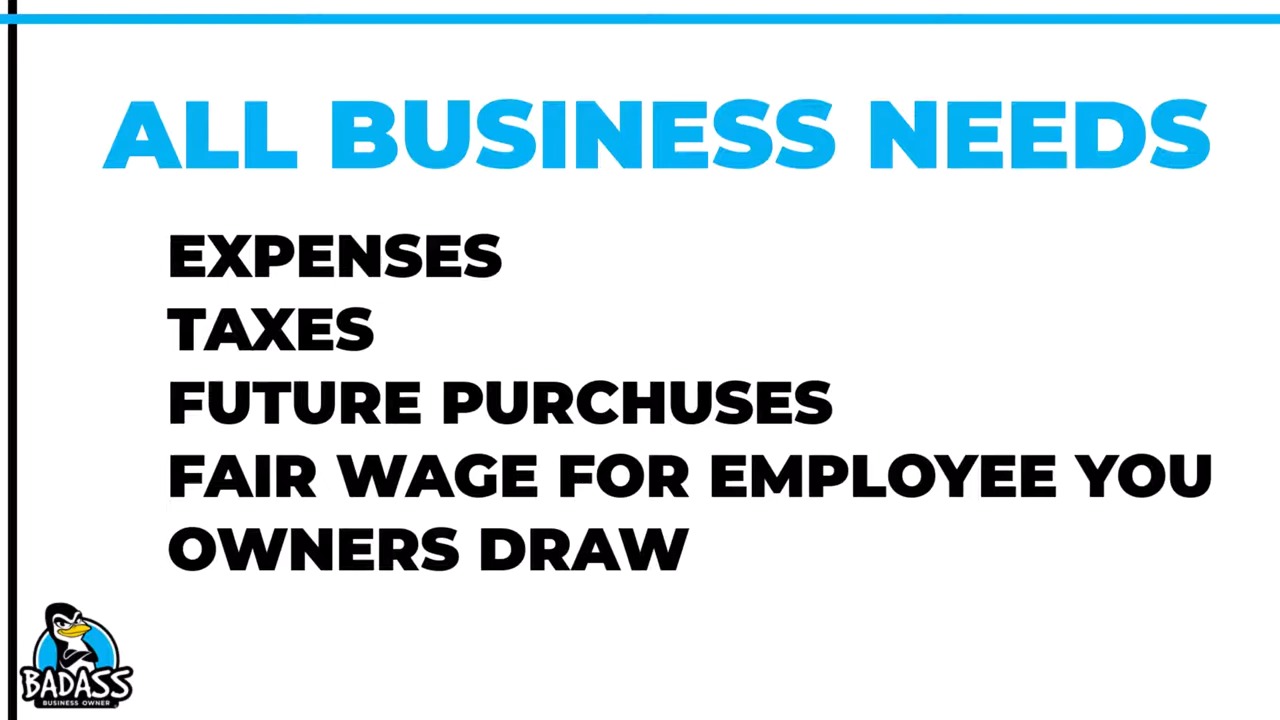 ALL BUSINESS NEEDS
EXPENSES
TAXES
FUTURE PURCHUSES
FAIR WAGE FOR EMPLOYEE YOU
OWNERS DRAW
BADASS
BUSINESS OWNER